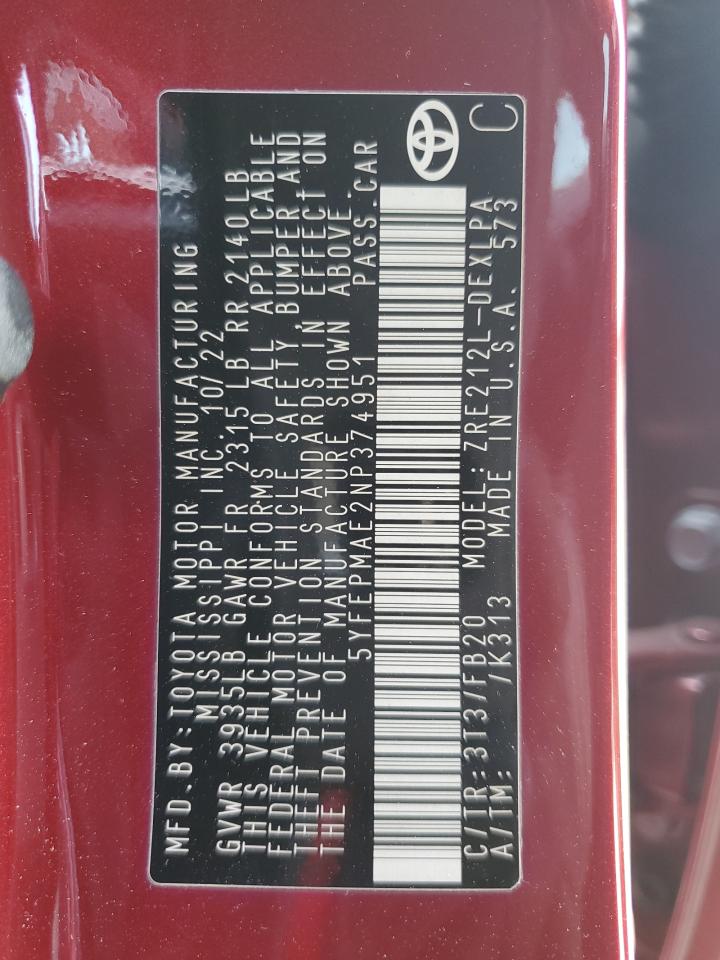 MFD.BY:TOYOTA MOTOR MANUFACTURING
MISSISSIPPI INC. 10/22
GVWR 3935LB GAWR FR 2315 LB RR 2140LB
THIS VEHICLE CONFORMS TO ALL APPLICABLE
FEDERAL MOTOR VEHICLE SAFETY, BUMPER AND
THEFT PREVENTION STANDARDS IN EFFECT ON
THE DATE OF MANUFACTURE SHOWN ABOVE.
5YFEPMAE2NP374951 PASS.CAR
C/TR:3T3/FB20 MODEL:ZRE212L-DEXLPA
A/TM: /K313 MADE IN U.S.A. 573
C